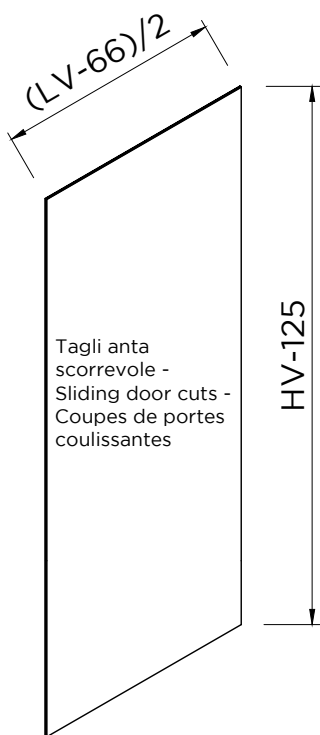 (LV-66)/2
HV-125
Tagli anta
scorrevole -
Sliding door cuts -
Coupes de portes
coulissantes